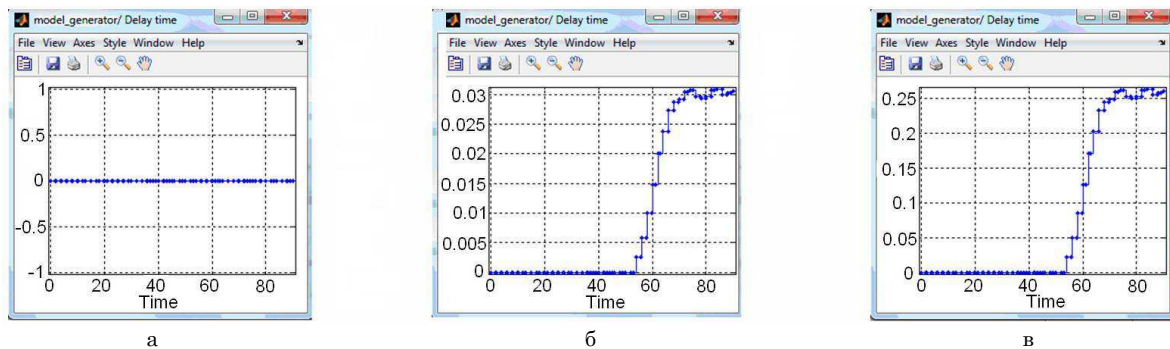 model_generator/ Delay time
File View Axes Style Window Help
1
0.5
0
-0.5
-1
0 20 40 60 80
Time
а
model_generator/ Delay time
File View Axes Style Window Help
0.03
0.025
0.02
0.015
0.01
0.005
0
0 20 40 60 80
Time
б
model_generator/ Delay time
File View Axes Style Window Help
0.25
0.2
0.15
0.1
0.05
0
0 20 40 60 80
Time
в